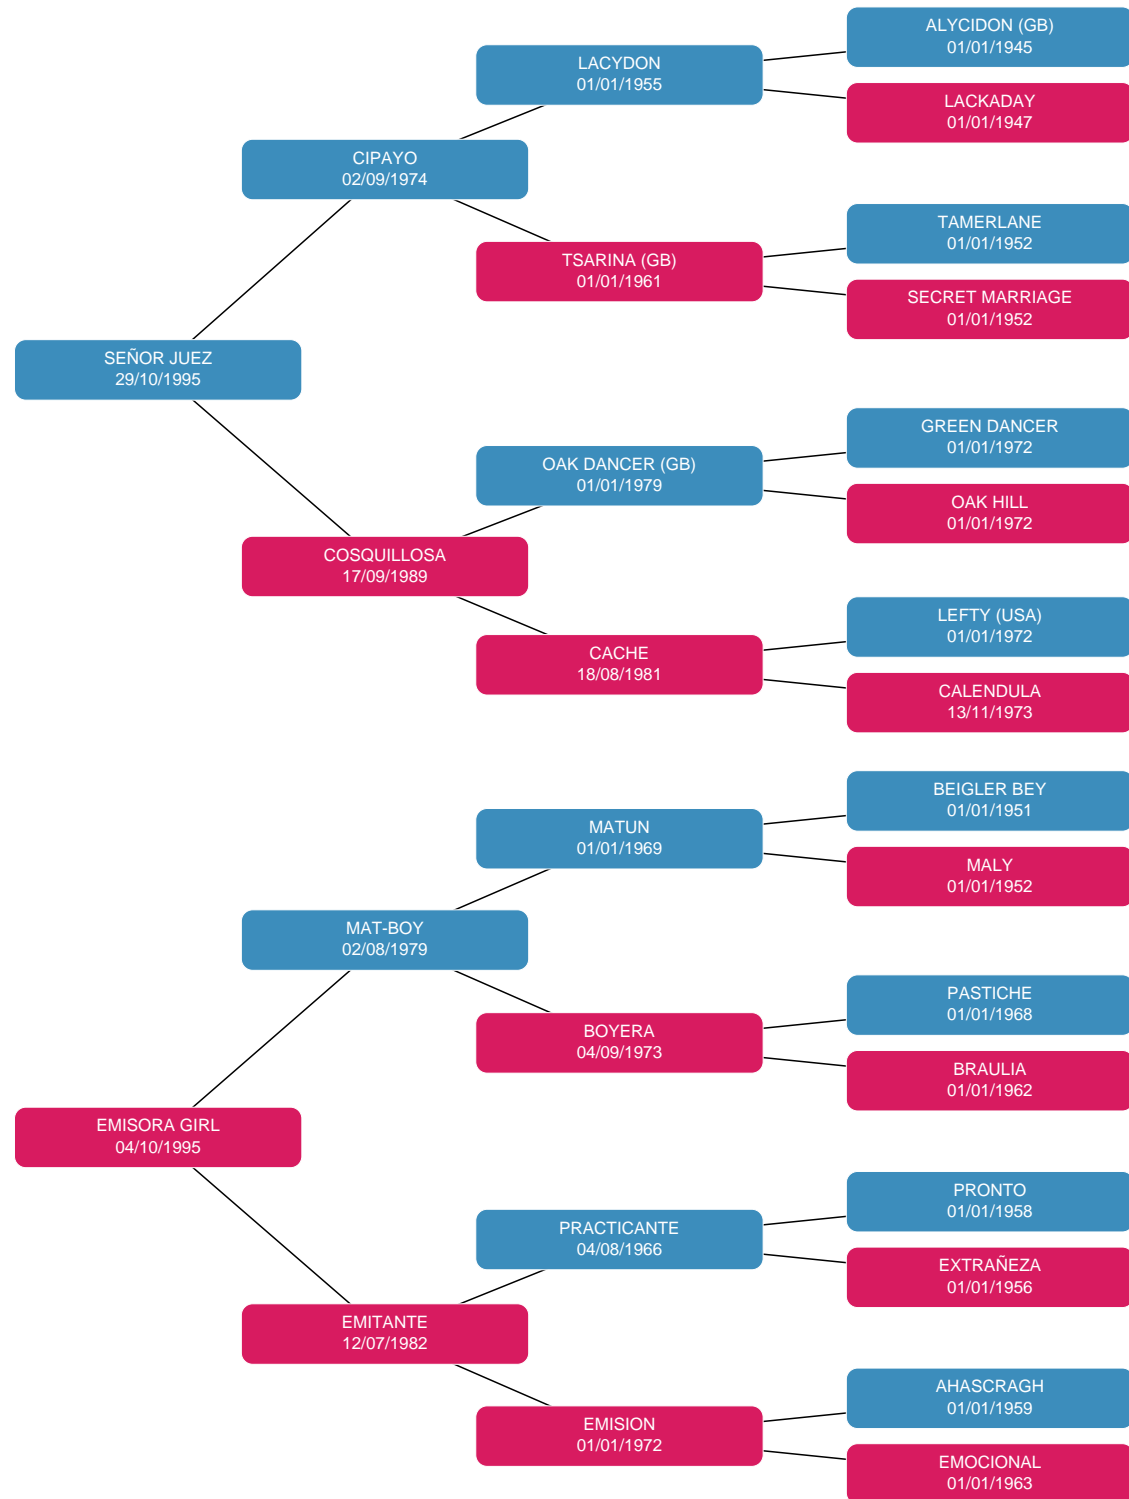 ALYCIDON (GB)
01/01/1945
LACYDON
01/01/1955
LACKADAY
01/01/1947
CIPAYO
02/09/1974
TAMERLANE
01/01/1952
TSARINA (GB)
01/01/1961
SECRET MARRIAGE
01/01/1952
SEÑOR JUEZ
29/10/1995
GREEN DANCER
01/01/1972
OAK DANCER (GB)
01/01/1979
OAK HILL
01/01/1972
COSQUILLOSA
17/09/1989
LEFTY (USA)
01/01/1972
CACHE
18/08/1981
CALENDULA
13/11/1973
BEIGLER BEY
01/01/1951
MATUN
01/01/1969
MALY
01/01/1952
MAT-BOY
02/08/1979
PASTICHE
01/01/1968
BOYERA
04/09/1973
BRAULIA
01/01/1962
EMISORA GIRL
04/10/1995
PRONTO
01/01/1958
PRACTICANTE
04/08/1966
EXTRAÑEZA
01/01/1956
EMITANTE
12/07/1982
AHASCRAGH
01/01/1959
EMISION
01/01/1972
EMOCIONAL
01/01/1963